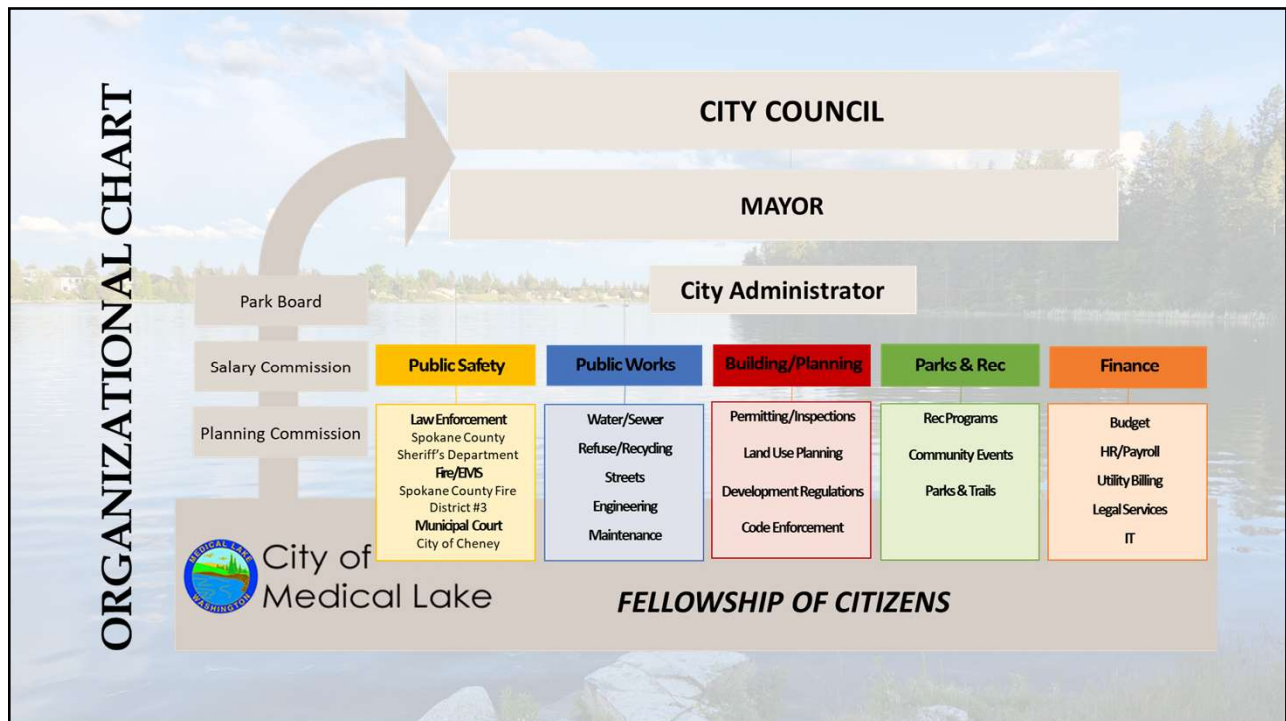 ORGANIZATIONAL CHART
CITY COUNCIL
MAYOR
City Administrator
Park Board
Salary Commission
Planning Commission
Public Safety
Law Enforcement
Spokane County
Sheriff's Department
Fire/EMS
Spokane County Fire
District #3
Municipal Court
City of Cheney
Public Works
Water/Sewer
Refuse/Recycling
Streets
Engineering
Maintenance
Building/Planning
Permitting/Inspections
Land Use Planning
Development Regulations
Code Enforcement
Parks & Rec
Rec Programs
Community Events
Parks & Trails
Finance
Budget
HR/Payroll
Utility Billing
Legal Services
IT
MEDICAL LAKE
WASHINGTON
City of
Medical Lake
FELLOWSHIP OF CITIZENS